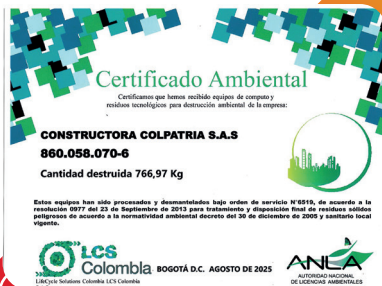 Certificado Ambiental
Certificamos que hemos recibido equipos de computo y
residuos tecnológicos para destrucción ambiental de la empresa:
CONSTRUCTORA COLPATRIA S.A.S
860.058.070-6
Cantidad destruida 766,97 Kg
Estos equipos han sido procesados y desmantelados bajo orden de servicio N°6519, de acuerdo a la
resolución 0977 del 23 de Septiembre de 2013 para tratamiento y disposición final de residuos sólidos
peligrosos de acuerdo a la normatividad ambiental decreto del 30 de diciembre de 2005 y sanitario local
vigente.
LCS
Colombia
BOGOTÁ D.C. AGOSTO DE 2025
LifeCycle Solutions Colombia LCS Colombia
ANLA
AUTORIDAD NACIONAL
DE LICENCIAS AMBIENTALES